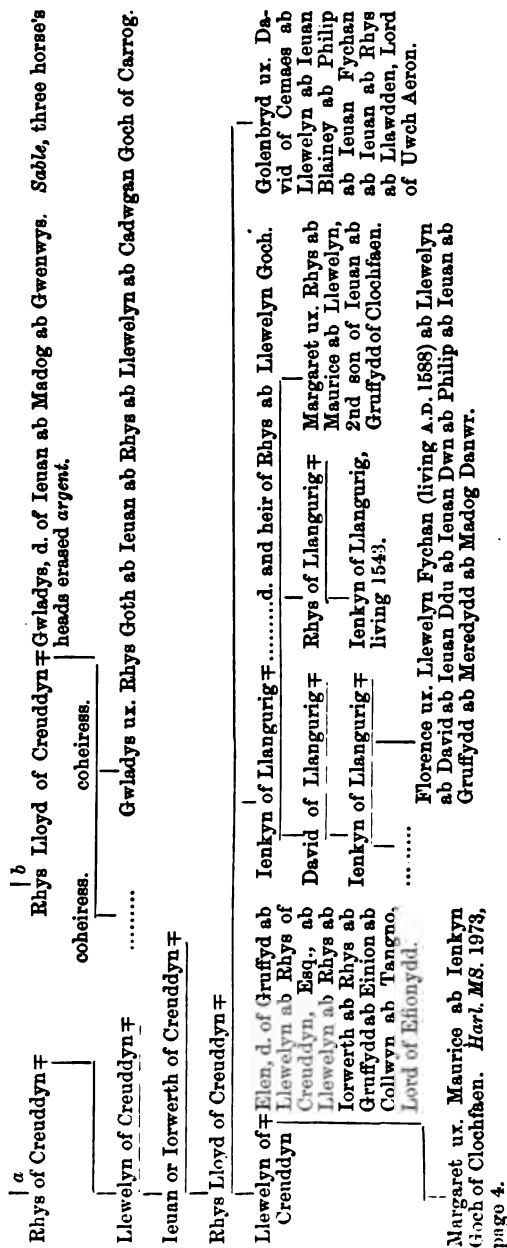 a
Rhys of Creuddyn ∓
b
Rhys Lloyd of Creuddyn ∓ Gwladys, d. of Ieuan ab Madog ab Gwenwys. Sable, three horse's
heads erased argent.
coheiress. coheiress.
Llewelyn of Creuddyn ∓
......... Gwladys ux. Rhys Goth ab Ieuan ab Rhys ab Llewelyn ab Cadwgan Goch of Carrog.
Ieuan or Iorwerth of Creuddyn ∓
Rhys Lloyd of Creuddyn ∓
Llewelyn of ∓ Elen, d. of Gruffyd ab
Creuddyn Llewelyn ab Rhys of
Creuddyn, Esq., ab
Llewelyn ab Rhys ab
Iorwerth ab Rhys ab
Gruffydd ab Einion ab
Collwyn ab Tangno,
Lord of Efionydd.
Ienkyn of Llangurig ∓ .........d. and heir of Rhys ab Llewelyn Goch.
Golenbryd ux. Da-
vid of Cemaes ab
Llewelyn ab Ieuan
Blainey ab Philip
ab Ieuan Fychan
ab Ieuan ab Rhys
ab Llawdden, Lord
of Uwch Aeron.
David of Llangurig ∓
Rhys of Llangurig ∓
Margaret ux. Rhys ab
Maurice ab Llewelyn,
2nd son of Ieuan ab
Gruffydd of Clochfaen.
Ienkyn of Llangurig ∓
Ienkyn of Llangurig,
living 1543.
... ......
Florence ux. Llewelyn Fychan (living A.D. 1588) ab Llewelyn
ab David ab Ieuan Ddu ab Ieuan Dwn ab Philip ab Ieuan ab
Gruffydd ab Meredydd ab Madog Danwr.
Margaret ux. Maurice ab Ienkyn
Goch of Clochfaen. Harl. MS. 1973,
page 4.